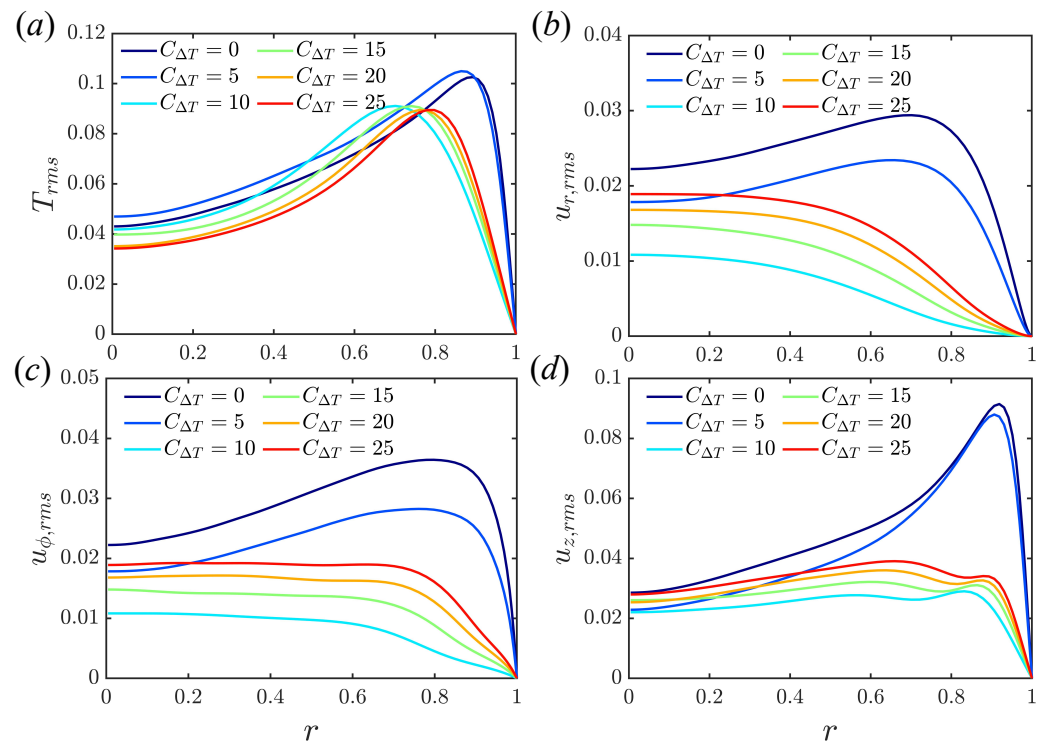 (a)
0.12
0.1
0.08
0.06
0.04
0.02
0
T_{rms}
C_{ΔT} = 0
C_{ΔT} = 5
C_{ΔT} = 10
C_{ΔT} = 15
C_{ΔT} = 20
C_{ΔT} = 25
0 0.2 0.4 0.6 0.8 1
(b)
0.04
0.03
0.02
0.01
0
u_{r,rms}
C_{ΔT} = 0
C_{ΔT} = 5
C_{ΔT} = 10
C_{ΔT} = 15
C_{ΔT} = 20
C_{ΔT} = 25
0 0.2 0.4 0.6 0.8 1
(c)
0.05
0.04
0.03
0.02
0.01
0
u_{ϕ,rms}
C_{ΔT} = 0
C_{ΔT} = 5
C_{ΔT} = 10
C_{ΔT} = 15
C_{ΔT} = 20
C_{ΔT} = 25
0 0.2 0.4 0.6 0.8 1
r
(d)
0.1
0.08
0.06
0.04
0.02
0
u_{z,rms}
C_{ΔT} = 0
C_{ΔT} = 5
C_{ΔT} = 10
C_{ΔT} = 15
C_{ΔT} = 20
C_{ΔT} = 25
0 0.2 0.4 0.6 0.8 1
r